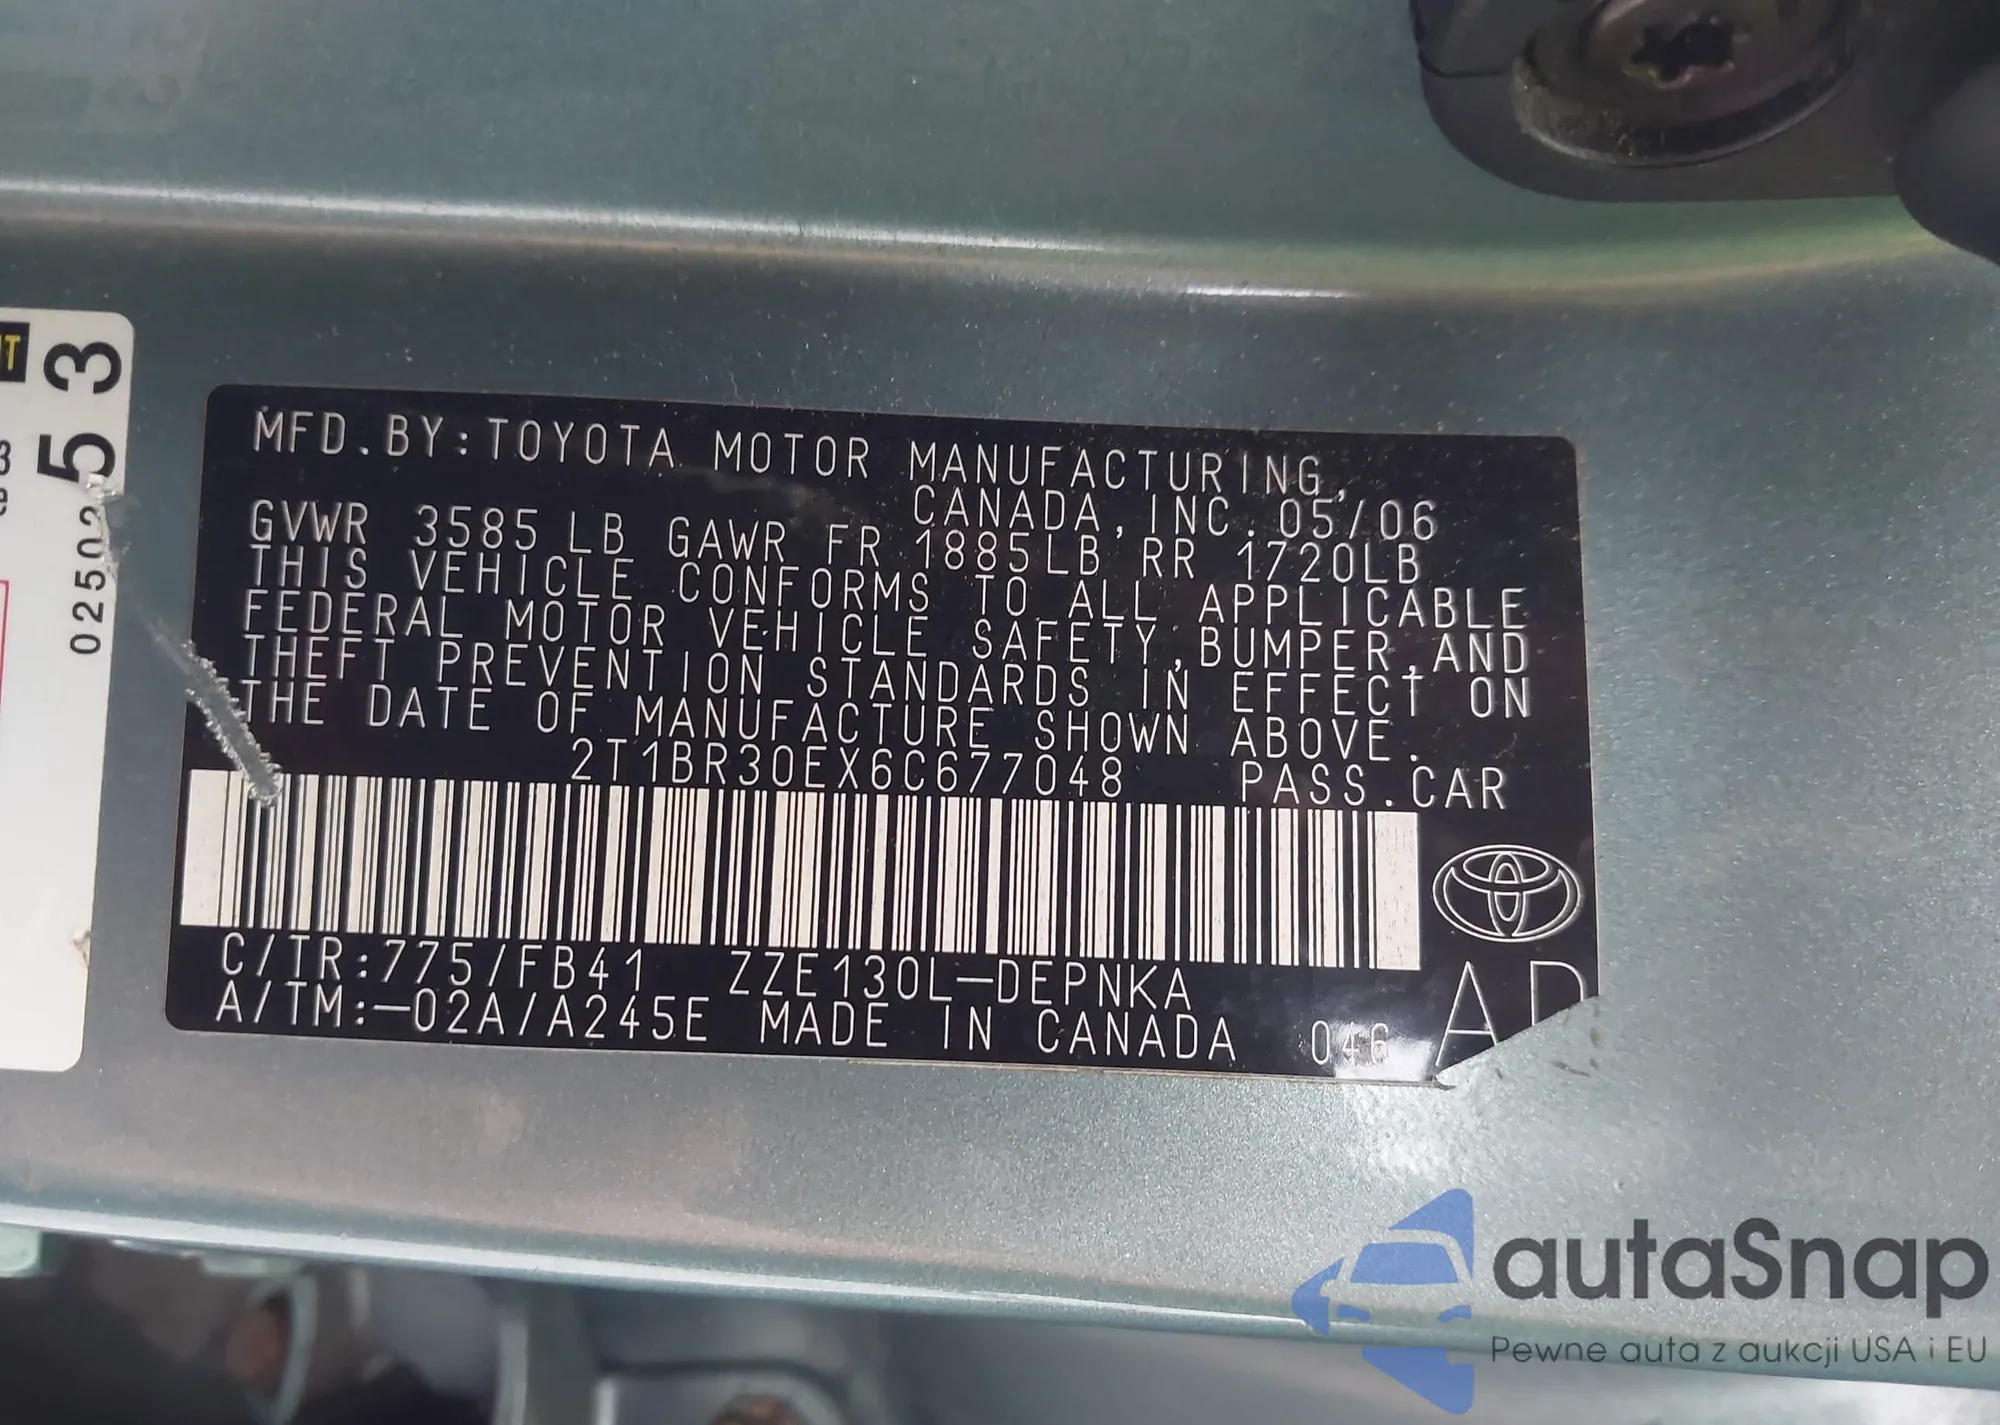 MFD.BY:TOYOTA MOTOR MANUFACTURING,
CANADA, INC. 05/06
GVWR 3585 LB GAWR FR 1885LB RR 1720LB
THIS VEHICLE CONFORMS TO ALL APPLICABLE
FEDERAL MOTOR VEHICLE SAFETY,BUMPER,AND
THEFT PREVENTION STANDARDS IN EFFECT ON
THE DATE OF MANUFACTURE SHOWN ABOVE.
2T1BR30EX6C677048 PASS.CAR
C/TR:775/FB41 ZZE130L-DEPNKA
A/TM:-02A/A245E MADE IN CANADA 046
53
02502
autaSnap
Pewne auta z aukcji USA i EU